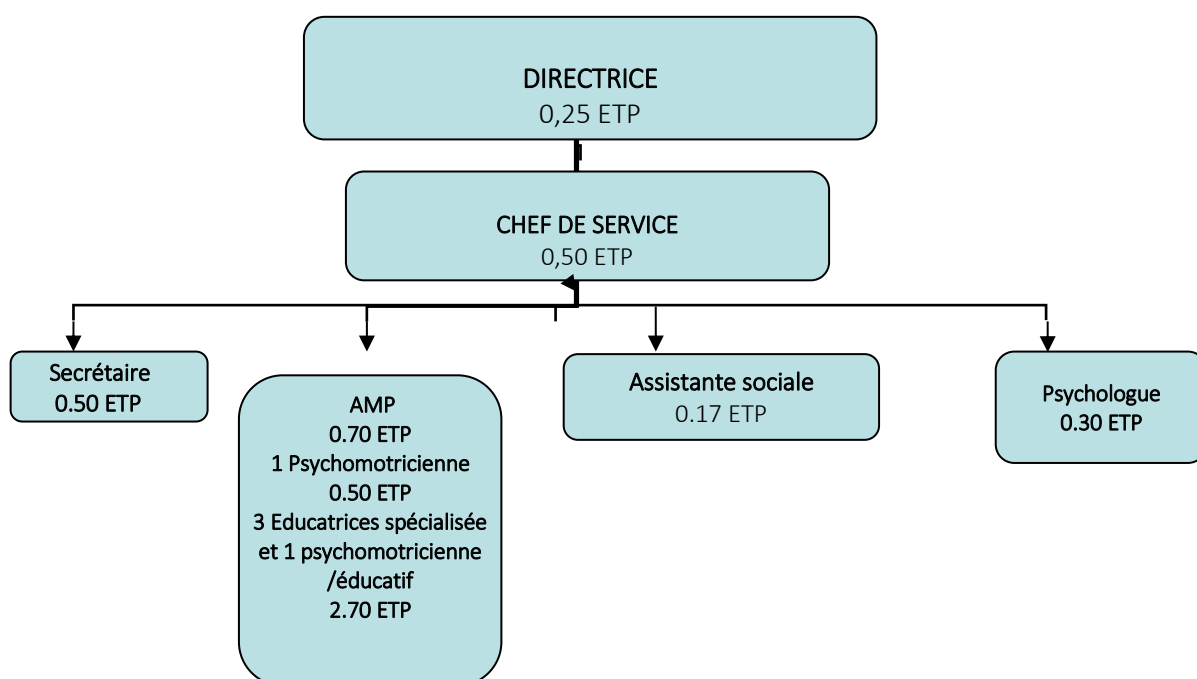 DIRECTRICE
0,25 ETP
CHEF DE SERVICE
0,50 ETP
Secrétaire
0.50 ETP
AMP
0.70 ETP
1 Psychomotricienne
0.50 ETP
3 Educatrices spécialisée
et 1 psychomotricienne
/éducatif
2.70 ETP
Assistante sociale
0.17 ETP
Psychologue
0.30 ETP